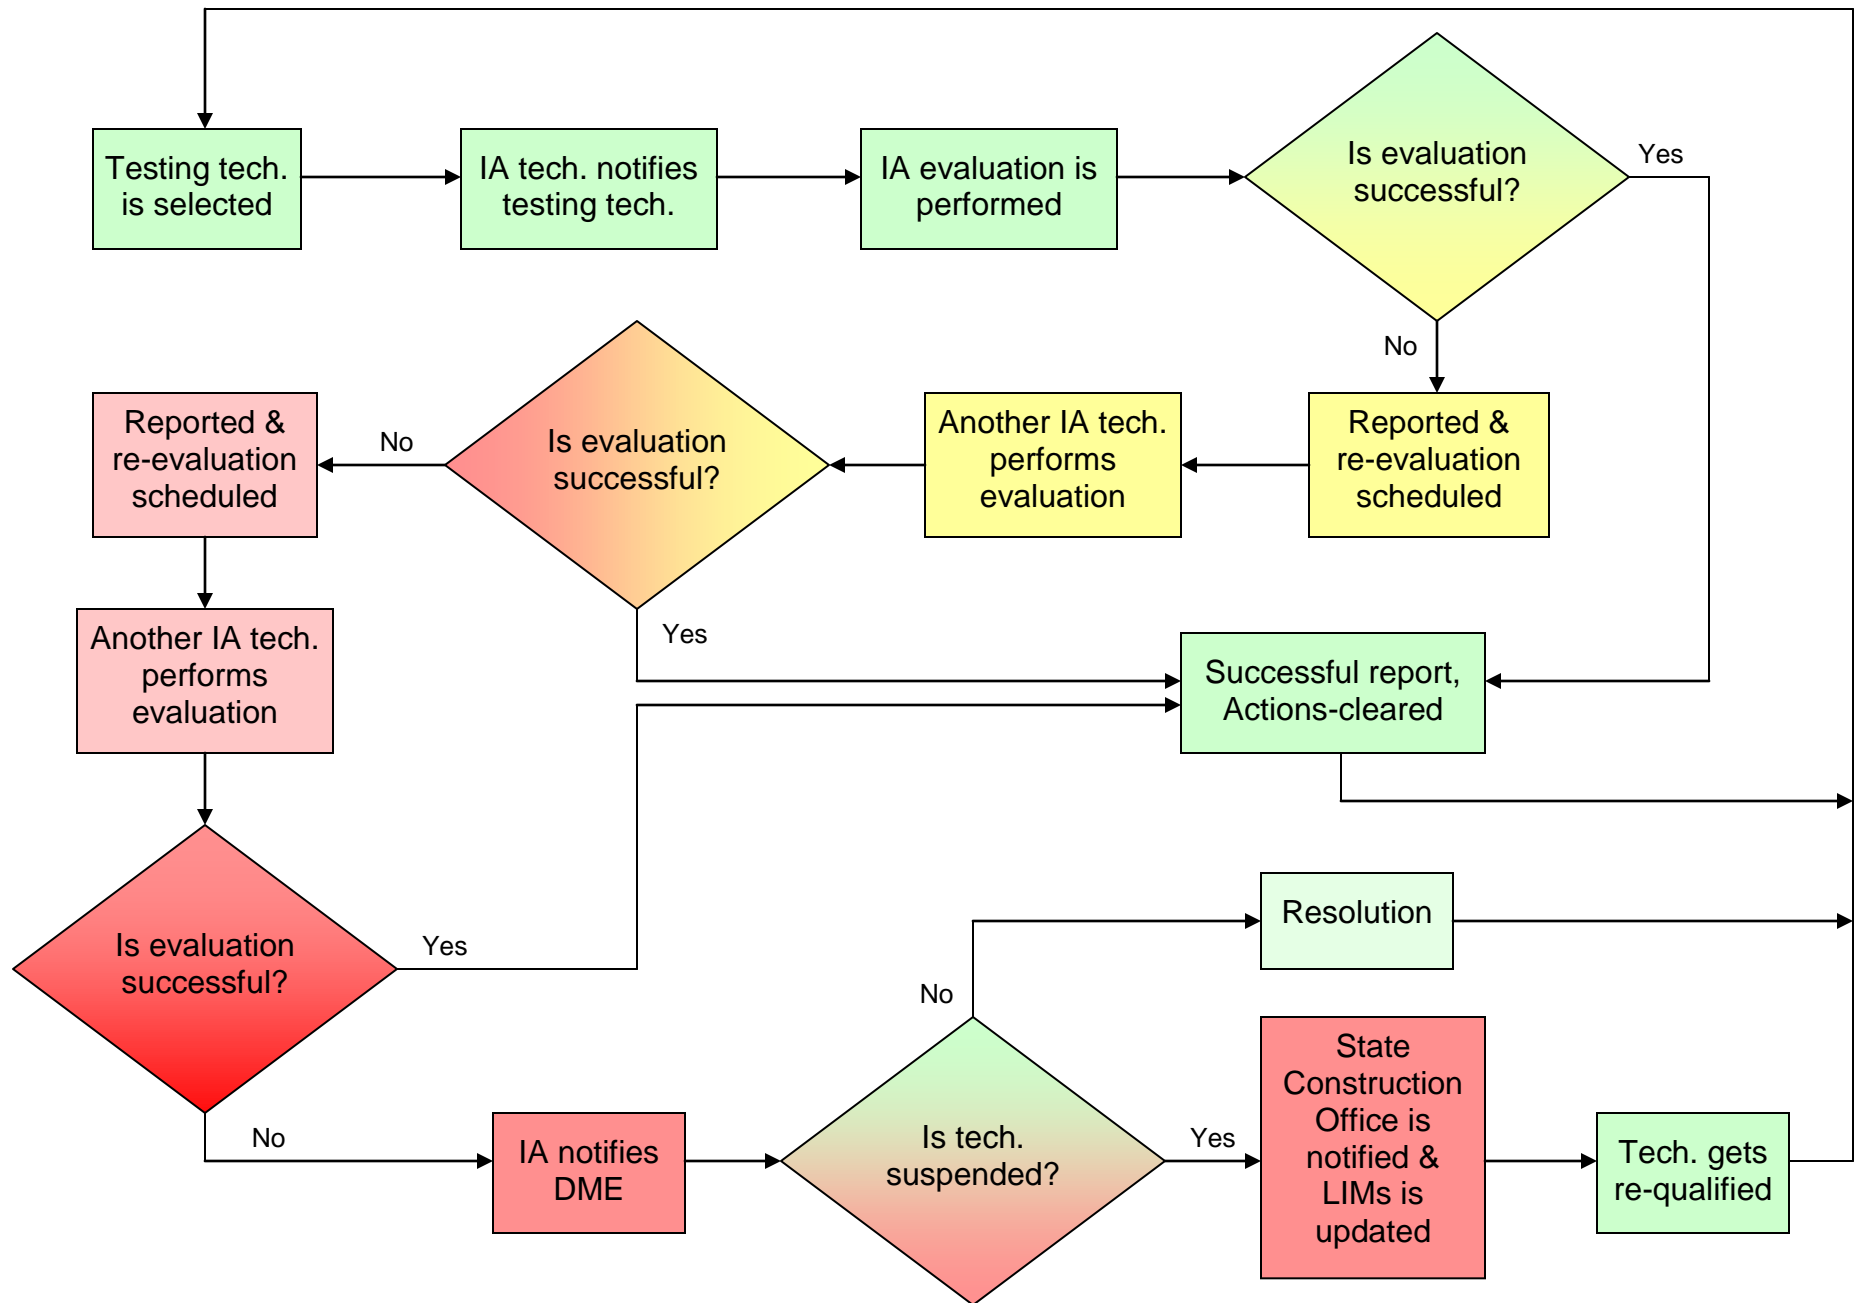 Testing tech.
is selected
IA tech. notifies
testing tech.
IA evaluation is
performed
Is evaluation
successful?
Yes
No
Reported &
re-evaluation
scheduled
Another IA tech.
performs
evaluation
Is evaluation
successful?
No
Reported &
re-evaluation
scheduled
Yes
Another IA tech.
performs
evaluation
Successful report,
Actions-cleared
Is evaluation
successful?
Yes
No
IA notifies
DME
Is tech.
suspended?
No
Resolution
Yes
State
Construction
Office is
notified &
LIMs is
updated
Tech. gets
re-qualified